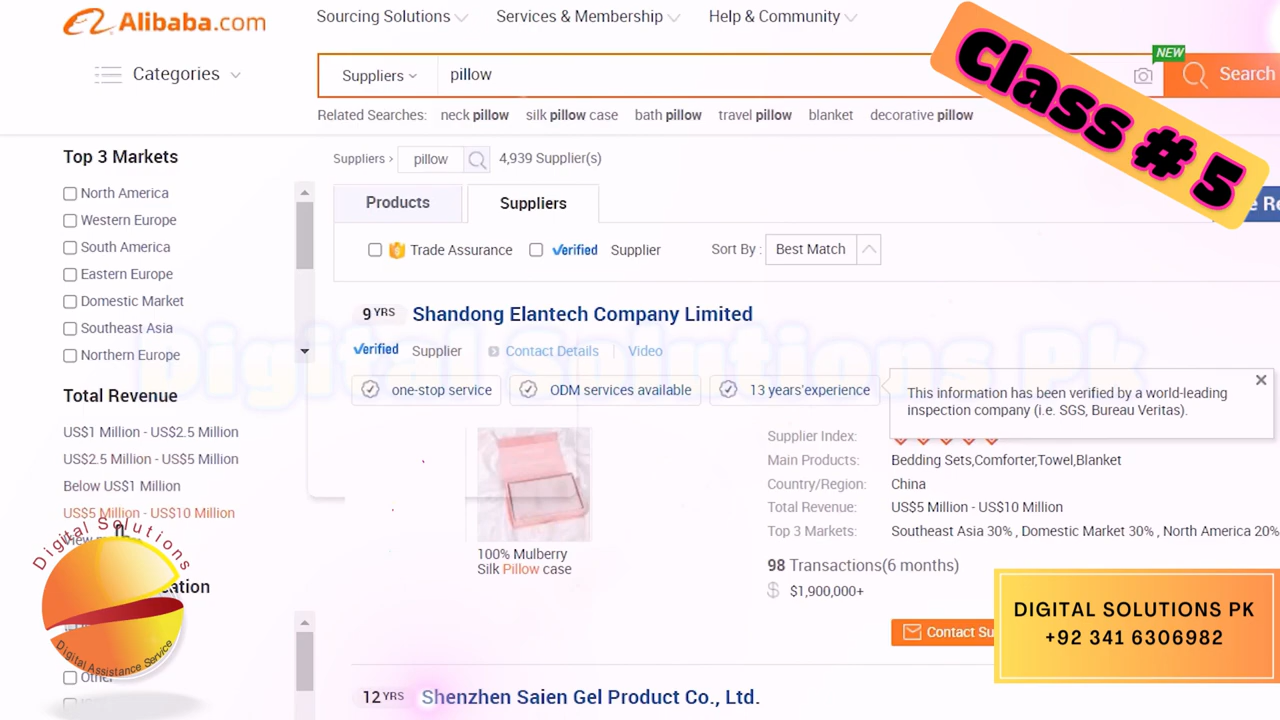 Alibaba.com
Sourcing Solutions
Services & Membership
Help & Community
Class # 5
Categories
Suppliers
pillow
NEW
Search
Related Searches: neck pillow silk pillow case bath pillow travel pillow blanket decorative pillow
Top 3 Markets
North America
Western Europe
South America
Eastern Europe
Domestic Market
Southeast Asia
Northern Europe
Total Revenue
US$1 Million - US$2.5 Million
US$2.5 Million - US$5 Million
Below US$1 Million
US$5 Million - US$10 Million
Suppliers > pillow 4,939 Supplier(s)
Products
Suppliers
Trade Assurance
Verified Supplier
Sort By : Best Match
9 YRS Shandong Elantech Company Limited
Verified Supplier Contact Details Video
one-stop service
ODM services available
13 years'experience
This information has been verified by a world-leading
inspection company (i.e. SGS, Bureau Veritas).
100% Mulberry
Silk Pillow case
Supplier Index:
Main Products: Bedding Sets,Comforter,Towel,Blanket
Country/Region: China
Total Revenue: US$5 Million - US$10 Million
Top 3 Markets: Southeast Asia 30% , Domestic Market 30% , North America 20%
98 Transactions(6 months)
$ $1,900,000+
Contact Su
12 YRS Shenzhen Saien Gel Product Co., Ltd.
Digital Solutions Pk
Digital Solutions
Digital Assistance Service
DIGITAL SOLUTIONS PK
+92 341 6306982